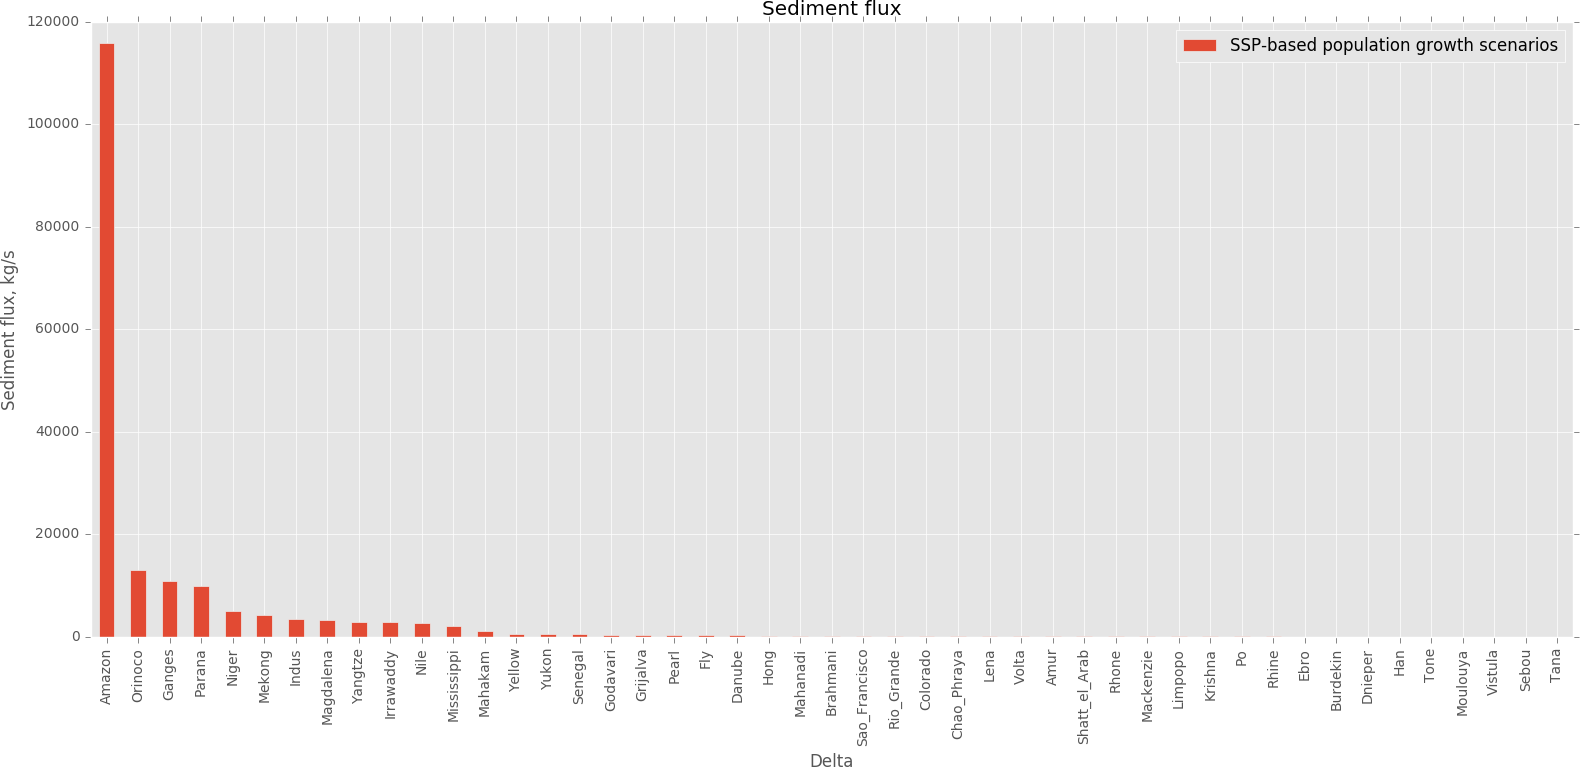 Sediment flux
SSP-based population growth scenarios
Sediment flux, kg/s
120000
100000
80000
60000
40000
20000
0
Amazon
Orinoco
Ganges
Parana
Niger
Mekong
Indus
Magdalena
Yangtze
Irrawaddy
Nile
Mississippi
Mahakam
Yellow
Yukon
Senegal
Godavari
Grijalva
Pearl
Fly
Danube
Hong
Mahanadi
Brahmani
Sao_Francisco
Rio_Grande
Colorado
Chao_Phraya
Lena
Volta
Amur
Shatt_el_Arab
Rhone
Mackenzie
Limpopo
Krishna
Po
Rhine
Ebro
Burdekin
Dnieper
Han
Tone
Moulouya
Vistula
Sebou
Tana
Delta